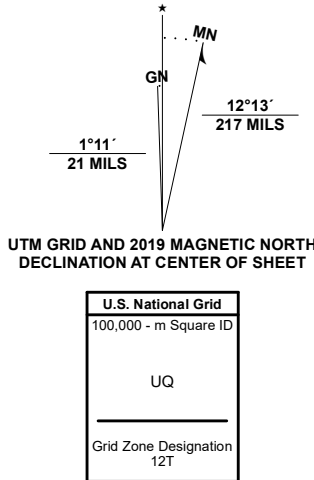 MN
GN
12°13´
217 MILS
1°11´
21 MILS
UTM GRID AND 2019 MAGNETIC NORTH
DECLINATION AT CENTER OF SHEET
U.S. National Grid
100,000 - m Square ID
UQ
Grid Zone Designation
12T